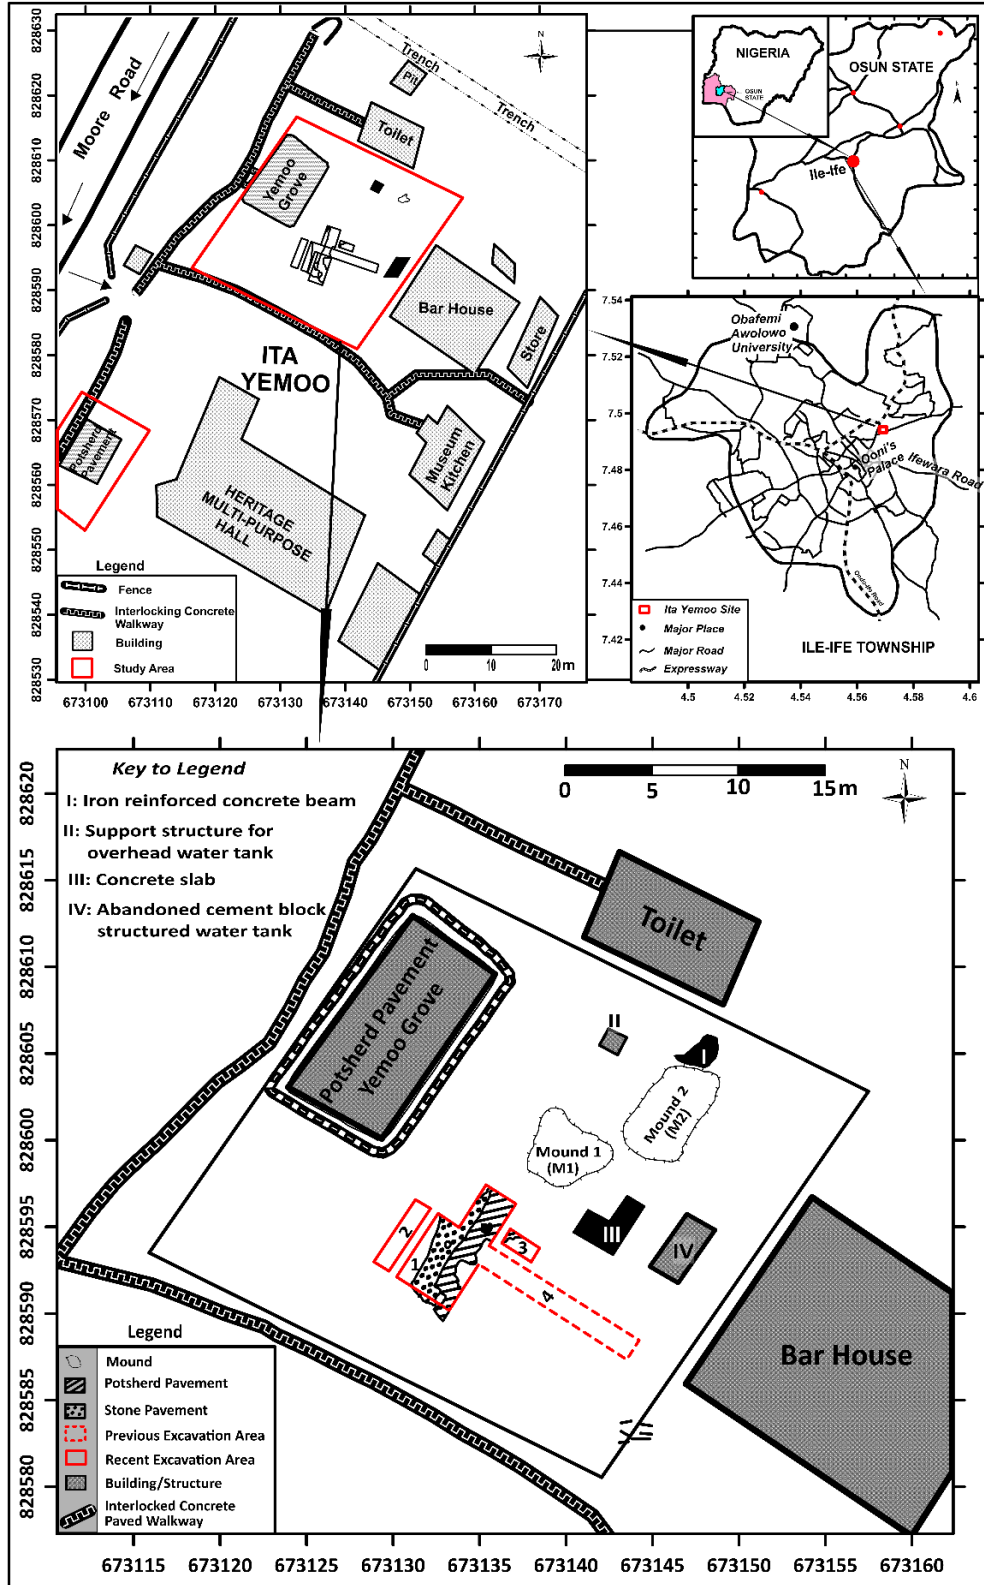 828630
828620
828610
828600
828590
828580
828570
828560
828550
828540
828530
Moore Road
N
Trench
Trench
Pit
Toilet
Yemoo
Grove
Bar House
Store
ITA
YEMOO
Potsherd
Pavement
Museum
Kitchen
HERITAGE
MULTI-PURPOSE
HALL
Legend
Fence
Interlocking Concrete
Walkway
Building
Study Area
0 10 20 m
673100 673110 673120 673130 673140 673150 673160 673170
NIGERIA
OSUN
STATE
OSUN STATE
Ile-Ife
7.54
7.52
7.5
7.48
7.46
7.44
7.42
Obafemi
Awolowo
University
Ooni's
Palace
Ifewara Road
Ondo-Ife Road
Ita Yemoo Site
Major Place
Major Road
Expressway
ILE-IFE TOWNSHIP
4.5 4.52 4.54 4.56 4.58 4.6
Key to Legend
I: Iron reinforced concrete beam
II: Support structure for
overhead water tank
III: Concrete slab
IV: Abandoned cement block
structured water tank
0 5 10 15 m
N
828620
828615
828610
828605
828600
828595
828590
828585
828580
Toilet
Potsherd Pavement
Yemoo Grove
II
I
Mound 2
(M2)
Mound 1
(M1)
III
IV
2
1
3
4
Bar House
Legend
Mound
Potsherd Pavement
Stone Pavement
Previous Excavation Area
Recent Excavation Area
Building/Structure
Interlocked Concrete
Paved Walkway
673115 673120 673131 673135 673140 673145 673150 673155 673160